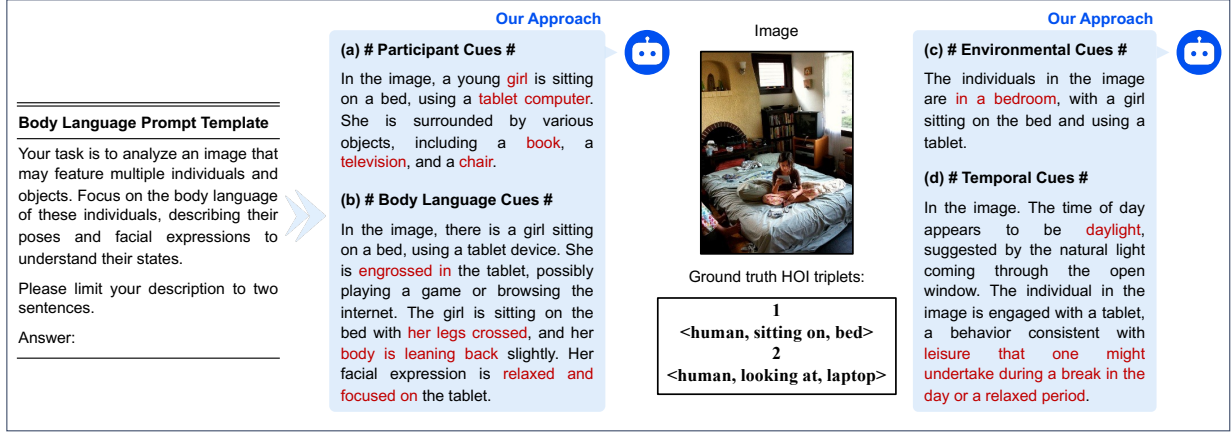 Body Language Prompt Template
Your task is to analyze an image that
may feature multiple individuals and
objects. Focus on the body language
of these individuals, describing their
poses and facial expressions to
understand their states.
Please limit your description to two
sentences.
Answer:
Our Approach
(a) # Participant Cues #
In the image, a young girl is sitting
on a bed, using a tablet computer.
She is surrounded by various
objects, including a book, a
television, and a chair.
(b) # Body Language Cues #
In the image, there is a girl sitting
on a bed, using a tablet device. She
is engrossed in the tablet, possibly
playing a game or browsing the
internet. The girl is sitting on the
bed with her legs crossed, and her
body is leaning back slightly. Her
facial expression is relaxed and
focused on the tablet.
Image
Ground truth HOI triplets:
1
<human, sitting on, bed>
2
<human, looking at, laptop>
Our Approach
(c) # Environmental Cues #
The individuals in the image
are in a bedroom, with a girl
sitting on the bed and using a
tablet.
(d) # Temporal Cues #
In the image. The time of day
appears to be daylight,
suggested by the natural light
coming through the open
window. The individual in the
image is engaged with a tablet,
a behavior consistent with
leisure that one might
undertake during a break in the
day or a relaxed period.